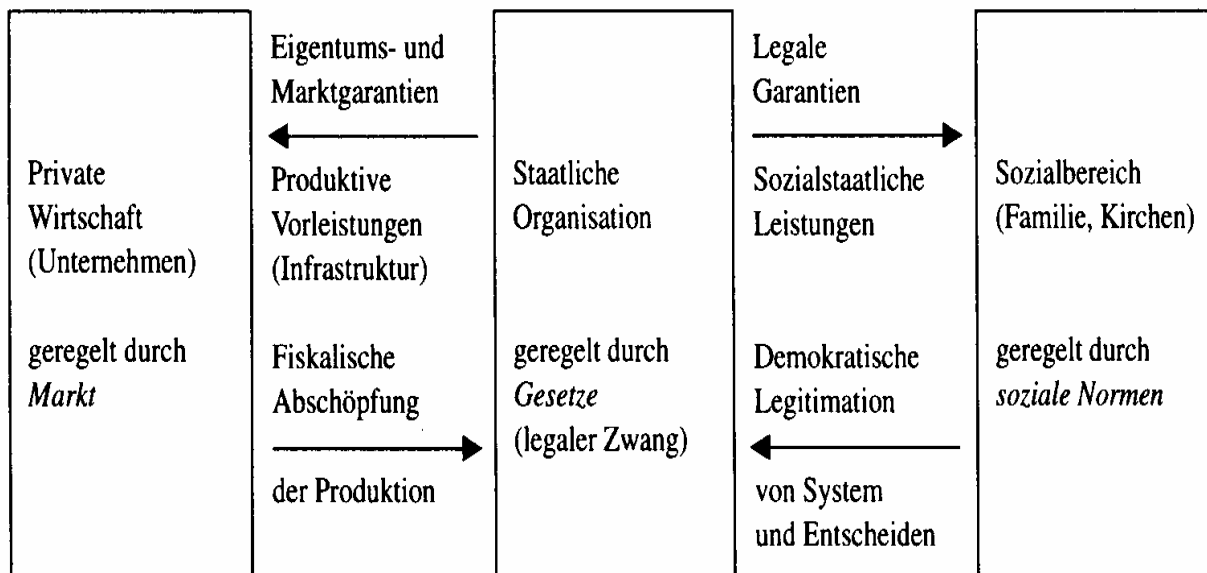 Private
Wirtschaft
(Unternehmen)
geregelt durch
Markt
Eigentums- und
Marktgarantien
Produktive
Vorleistungen
(Infrastruktur)
Fiskalische
Abschöpfung
der Produktion
Staatliche
Organisation
geregelt durch
Gesetze
(legaler Zwang)
Legale
Garantien
Sozialstaatliche
Leistungen
Demokratische
Legitimation
von System
und Entscheiden
Sozialbereich
(Familie, Kirchen)
geregelt durch
soziale Normen